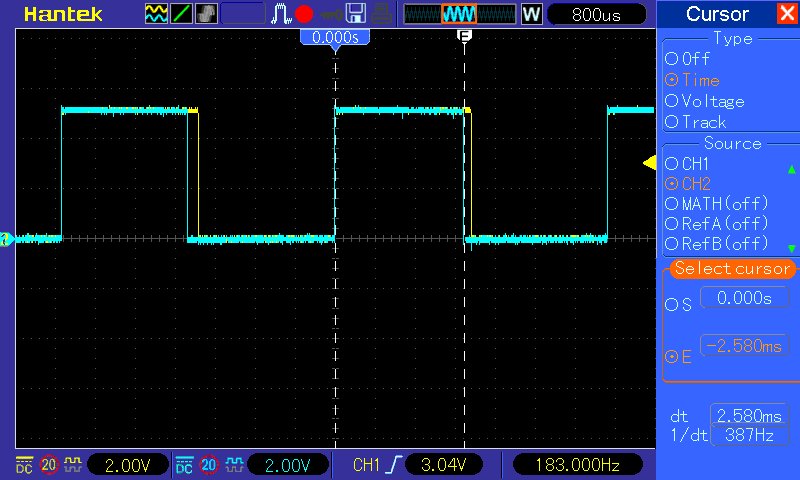 Hantek
W
800us
Cursor
0.000s
E
Type
Off
Time
Voltage
Track
Source
CH1
CH2
MATH(off)
RefA(off)
RefB(off)
Select cursor
S
0.000s
E
-2.580ms
dt
2.580ms
1/dt
387Hz
DC
20
2.00V
DC
20
2.00V
CH1
3.04V
183.000Hz